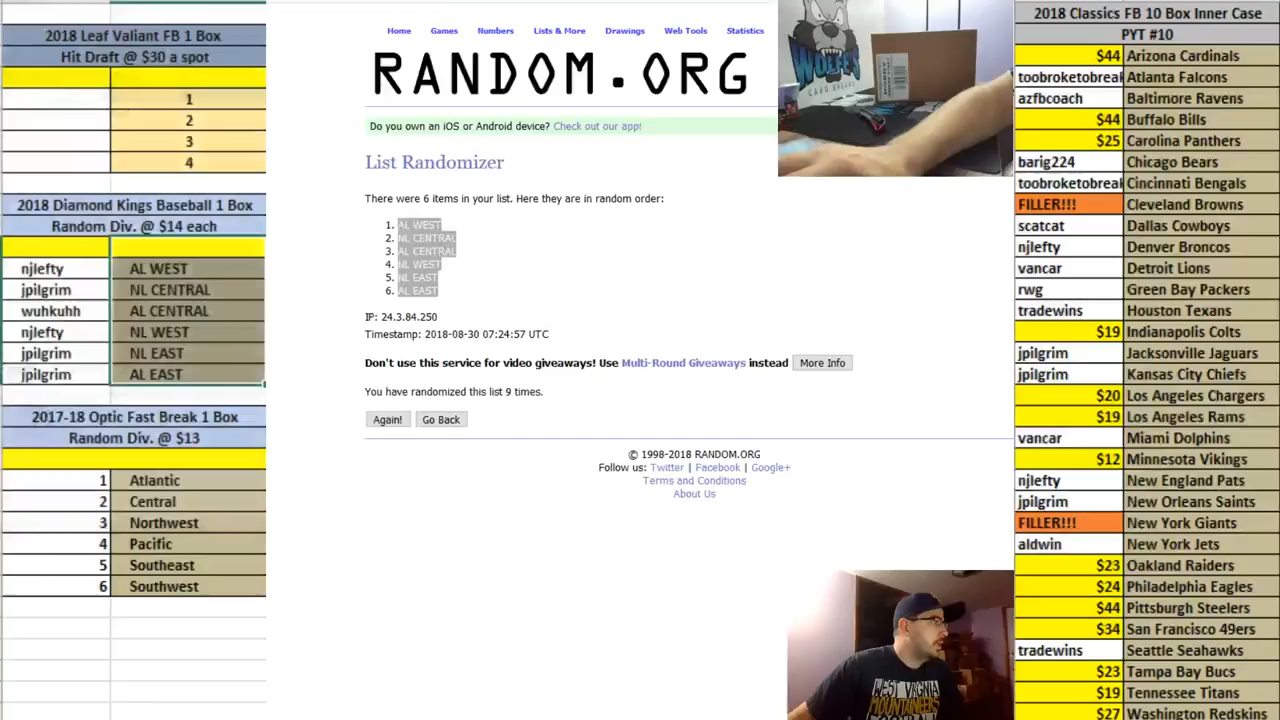 2018 Leaf Valiant FB 1 Box
Hit Draft @ $30 a spot
1
2
3
4
2018 Diamond Kings Baseball 1 Box
Random Div. @ $14 each
njlefty AL WEST
jpilgrim NL CENTRAL
wuhkuhh AL CENTRAL
njlefty NL WEST
jpilgrim NL EAST
jpilgrim AL EAST
2017-18 Optic Fast Break 1 Box
Random Div. @ $13
1 Atlantic
2 Central
3 Northwest
4 Pacific
5 Southeast
6 Southwest
Home Games Numbers Lists & More Drawings Web Tools Statistics
RANDOM.ORG
Do you own an iOS or Android device? Check out our app!
List Randomizer
There were 6 items in your list. Here they are in random order:
1. AL WEST
2. NL CENTRAL
3. AL CENTRAL
4. NL WEST
5. NL EAST
6. AL EAST
IP: 24.3.84.250
Timestamp: 2018-08-30 07:24:57 UTC
Don't use this service for video giveaways! Use Multi-Round Giveaways instead More Info
You have randomized this list 9 times.
Again! Go Back
© 1998-2018 RANDOM.ORG
Follow us: Twitter | Facebook | Google+
Terms and Conditions
About Us
WOLFIES
CARD BREAKS
WEST VIRGINIA
MOUNTAINEERS
FOOTBALL
2018 Classics FB 10 Box Inner Case
PYT #10
$44 Arizona Cardinals
toobroketobreak Atlanta Falcons
azfbcoach Baltimore Ravens
$44 Buffalo Bills
$25 Carolina Panthers
barig224 Chicago Bears
toobroketobreak Cincinnati Bengals
FILLER!!! Cleveland Browns
scatcat Dallas Cowboys
njlefty Denver Broncos
vancar Detroit Lions
rwg Green Bay Packers
tradewins Houston Texans
$19 Indianapolis Colts
jpilgrim Jacksonville Jaguars
jpilgrim Kansas City Chiefs
$20 Los Angeles Chargers
$19 Los Angeles Rams
vancar Miami Dolphins
$12 Minnesota Vikings
njlefty New England Pats
jpilgrim New Orleans Saints
FILLER!!! New York Giants
aldwin New York Jets
$23 Oakland Raiders
$24 Philadelphia Eagles
$44 Pittsburgh Steelers
$34 San Francisco 49ers
tradewins Seattle Seahawks
$23 Tampa Bay Bucs
$19 Tennessee Titans
$27 Washington Redskins